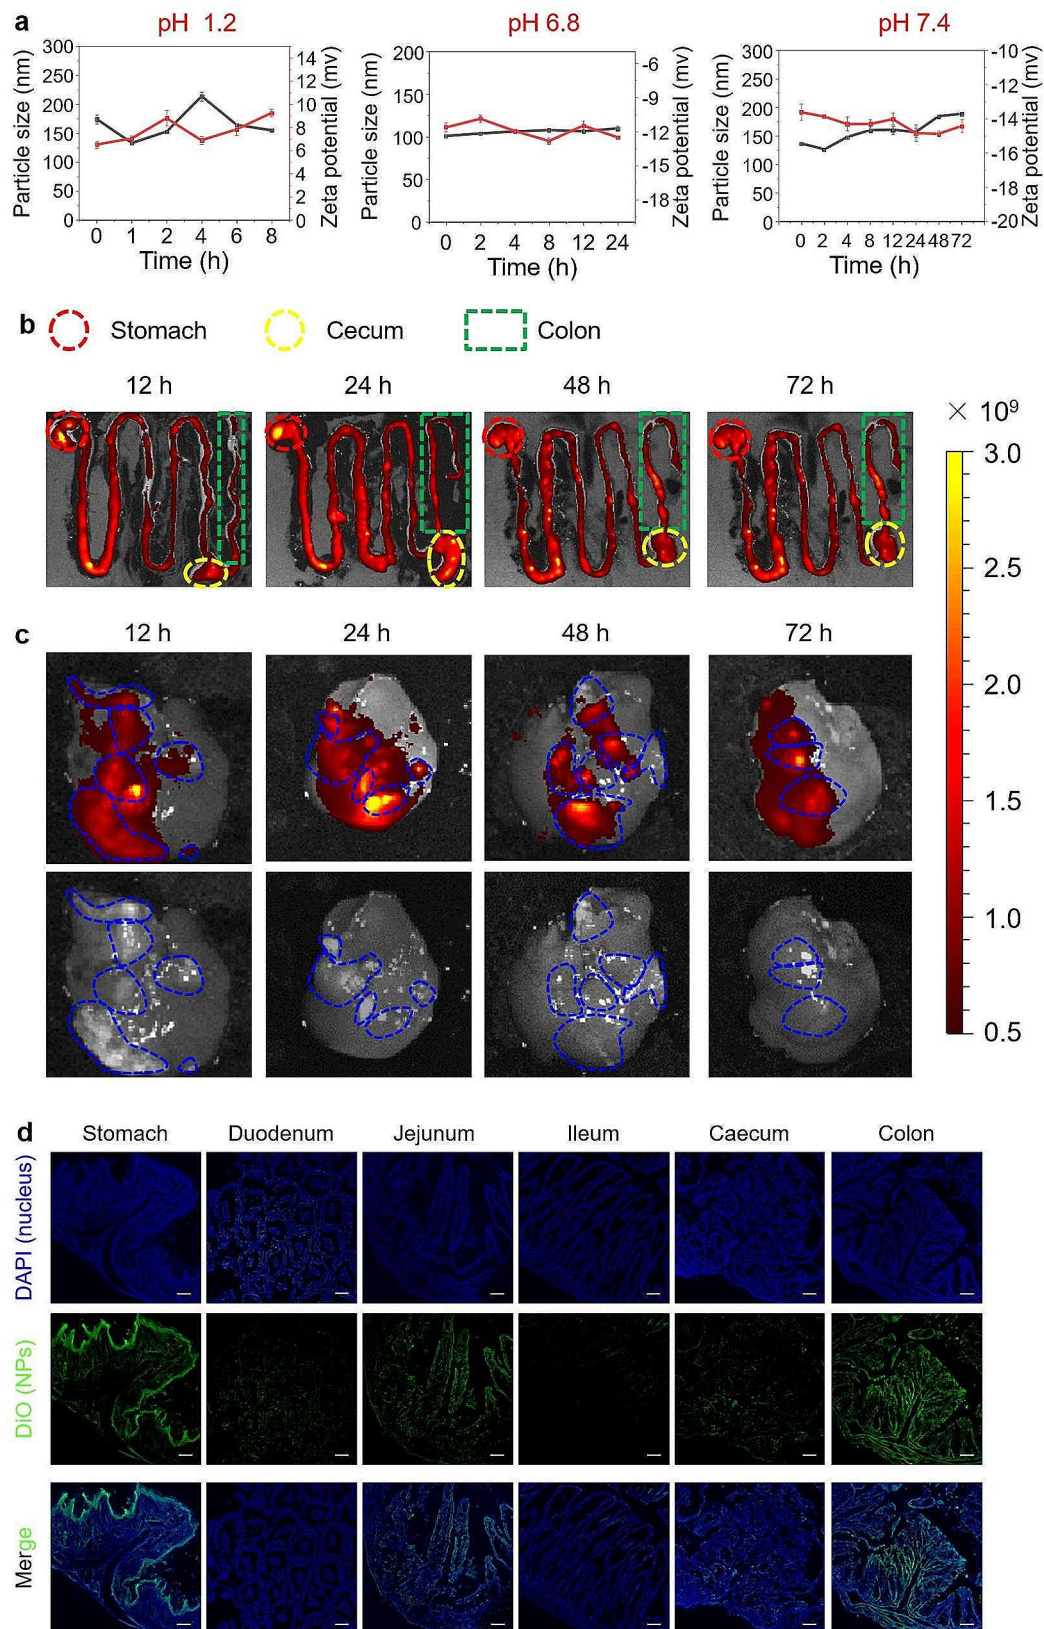 a
pH 1.2
pH 6.8
pH 7.4
Particle size (nm)
300
250
200
150
100
50
0
14
12
10
8
6
4
2
0
Zeta potential (mv)
0 1 2 4 6 8
Time (h)
Particle size (nm)
200
150
100
50
0
-6
-9
-12
-15
-18
Zeta potential (mv)
0 2 4 8 12 24
Time (h)
Particle size (nm)
300
250
200
150
100
50
0
-10
-12
-14
-16
-18
-20
Zeta potential (mv)
0 2 4 8 12 24 48 72
Time (h)
b
Stomach
Cecum
Colon
12 h
24 h
48 h
72 h
× 10⁹
3.0
2.5
2.0
1.5
1.0
0.5
c
12 h
24 h
48 h
72 h
d
Stomach
Duodenum
Jejunum
Ileum
Caecum
Colon
DAPI (nucleus)
DiO (NPs)
Merge